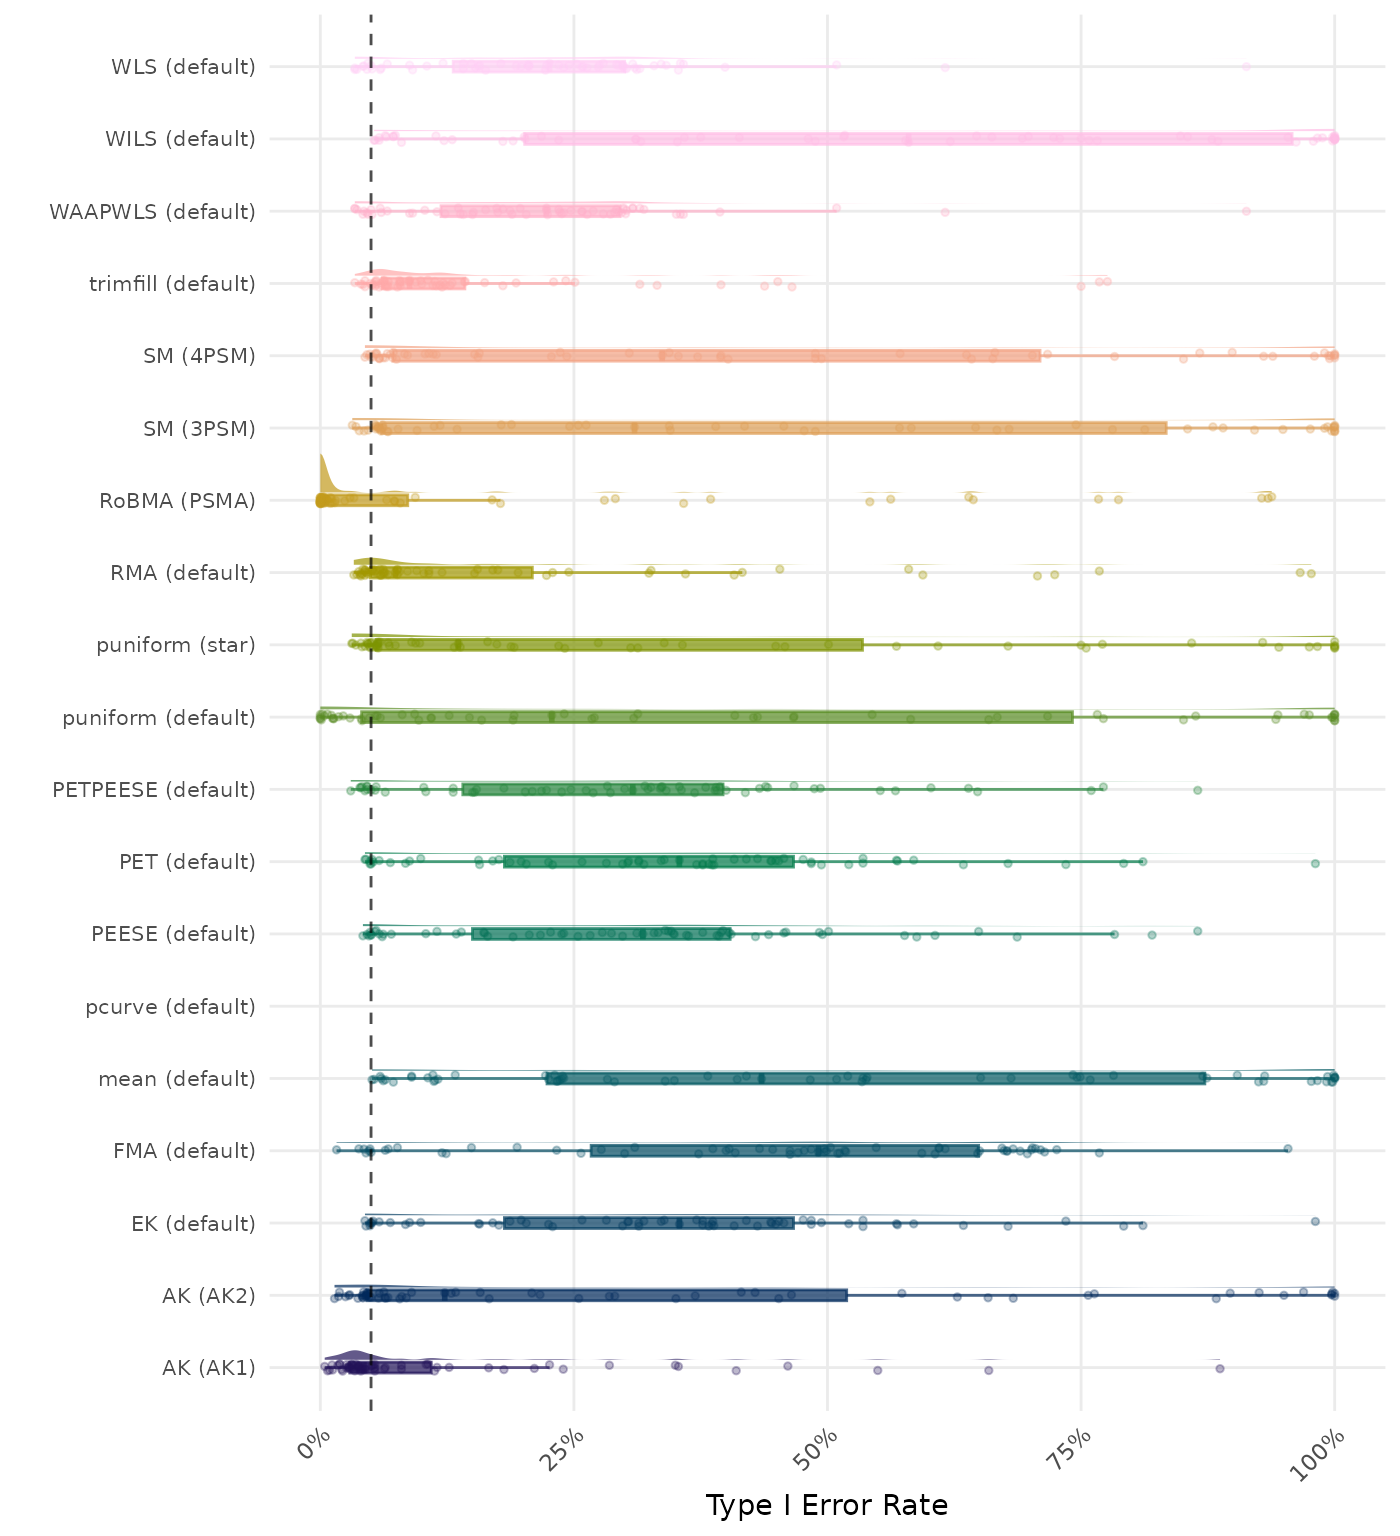 WLS (default)
WILS (default)
WAAPWLS (default)
trimfill (default)
SM (4PSM)
SM (3PSM)
RoBMA (PSMA)
RMA (default)
puniform (star)
puniform (default)
PETPEESE (default)
PET (default)
PEESE (default)
pcurve (default)
mean (default)
FMA (default)
EK (default)
AK (AK2)
AK (AK1)
0%
25%
50%
75%
100%
Type I Error Rate